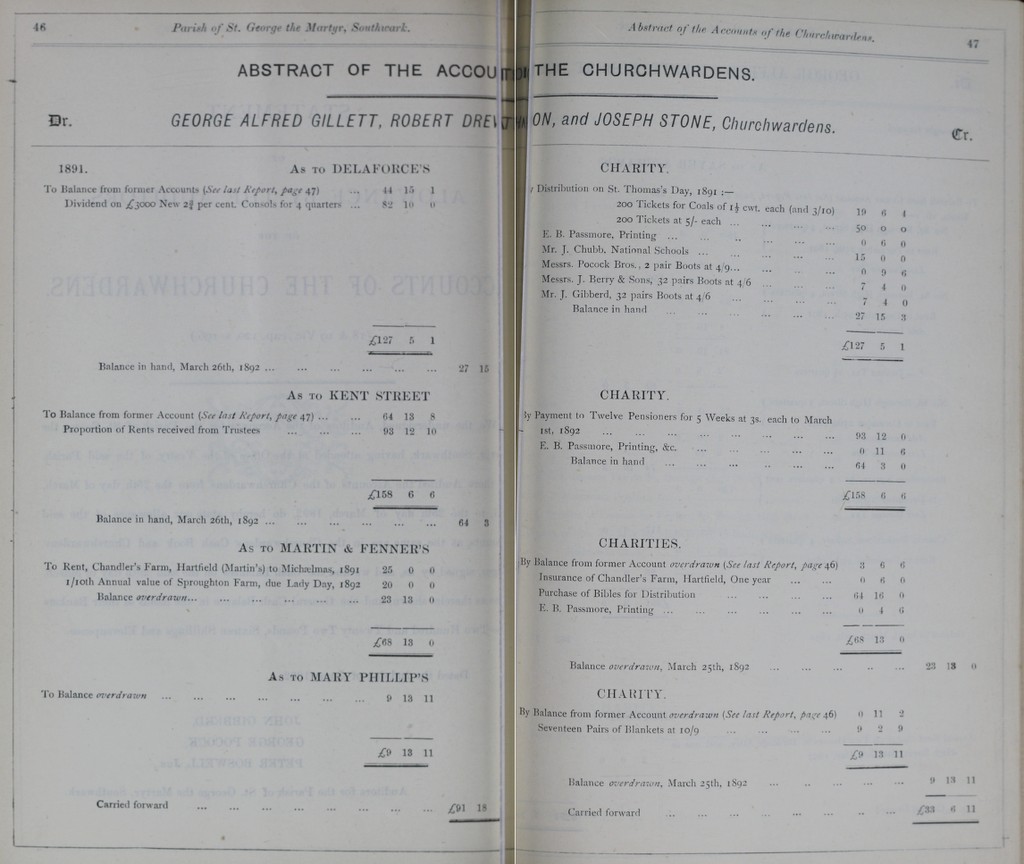 46 Parish of St. George the Martyr, Southwark.
ABSTRACT OF THE ACCOU
Dr. GEORGE ALFRED GILLETT, ROBERT DREW
1891. AS TO DELAFORCE'S
To Balance from former Accounts (See last Report, page 47) ... 44 15 1
Dividend on £3000 New 2¾ per cent. Consols for 4 quarters ... 82 10 0
£127 5 1
Balance in hand, March 26th, 1892 ... ... ... ... ... ... 27 15
AS TO KENT STREET
To Balance from former Account (See last Report, page 47) ... ... 64 13 8
Proportion of Rents received from Trustees ... ... ... 93 12 10
£158 6 6
Balance in hand, March 26th, 1892 ... ... ... ... ... ... 64 3
AS TO MARTIN & FENNER'S
To Rent, Chandler's Farm, Hartfield (Martin's) to Michaelmas, 1891 25 0 0
1/10th Annual value of Sproughton Farm, due Lady Day, 1892 20 0 0
Balance overdrawn... ... ... ... ... ... 23 13 0
£68 13 0
AS TO MARY PHILLIP'S
To Balance overdrawn ... ... ... ... ... ... ... 9 13 11
£9 13 11
Carried forward ... ... ... ... ... ... ... ... £91 18
Abstract of the Accounts of the Churchwardens. 47
THE CHURCHWARDENS.
ON, and JOSEPH STONE, Churchwardens. Cr.
CHARITY.
Distribution on St. Thomas's Day, 1891 :—
200 Tickets for Coals of 1½ cwt. each (and 3/10) 19 6 4
200 Tickets at 5/- each ... ... ... ... 50 0 0
E. B. Passmore, Printing ... ... .. ... ... ... 0 6 0
Mr. J. Chubb, National Schools ... ... ... ... ... 15 0 0
Messrs. Pocock Bros., 2 pair Boots at 4/9... ... ... ... 0 9 6
Messrs. J. Berry & Sons, 32 pairs Boots at 4/6 ... ... ... 7 4 0
Mr. J. Gibberd, 32 pairs Boots at 4/6 ... ... ... ... 7 4 0
Balance in hand ... ... ... ... ... ... 27 15 3
£127 5 1
CHARITY.
By Payment to Twelve Pensioners for 5 Weeks at 3s. each to March
1st, 1892 ... ... ... ... ... ... ... ... 93 12 0
E. B. Passmore, Printing, &c. ... ... ... ... ... 0 11 6
Balance in hand ... ... ... .. ... ... 64 3 0
£158 6 6
CHARITIES.
By Balance from former Account overdrawn (See last Report, page 46) 3 6 6
Insurance of Chandler's Farm, Hartfield, One year ... ... 0 6 0
Purchase of Bibles for Distribution ... ... ... ... 64 16 0
E. B. Passmore, Printing ... ... ... ... ... ... 0 4 6
£68 13 0
Balance overdrawn, March 25th, 1892 ... ... ... .. ... 23 13 0
CHARITY.
By Balance from former Account overdrawn (See last Report, page 46) 0 11 2
Seventeen Pairs of Blankets at 10/9 ... ... ... ... 9 2 9
£9 13 11
Balance overdrawn, March 25th, 1892 ... .. ... ... ... 9 13 11
Carried forward ... ... ... ... ... ... .. ... £33 6 11